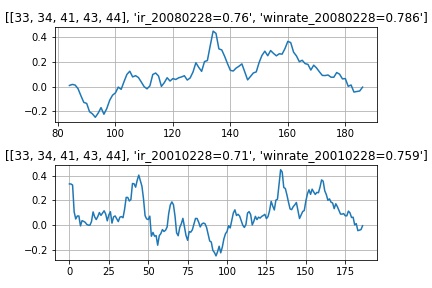 [[33, 34, 41, 43, 44], 'ir_20080228=0.76', 'winrate_20080228=0.786']
0.4
0.2
0.0
−0.2
80 100 120 140 160 180
[[33, 34, 41, 43, 44], 'ir_20010228=0.71', 'winrate_20010228=0.759']
0.4
0.2
0.0
−0.2
0 25 50 75 100 125 150 175